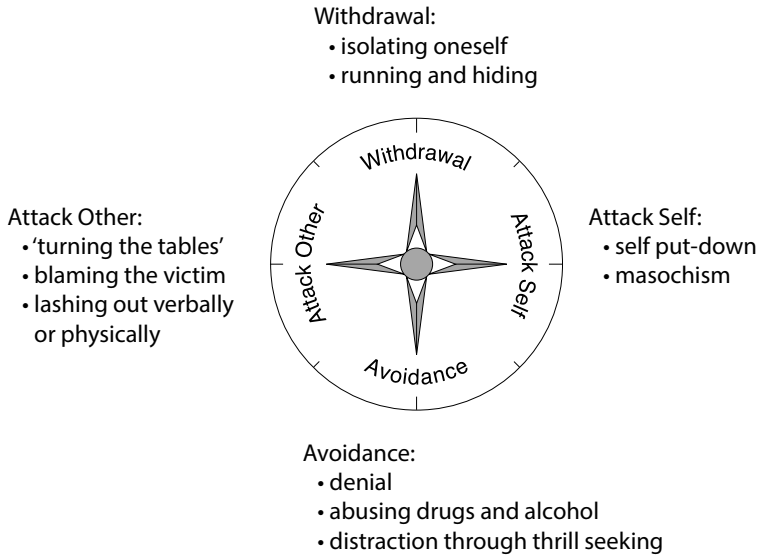 Withdrawal:
• isolating oneself
• running and hiding
Withdrawal
Attack Other:
• ‘turning the tables’
• blaming the victim
• lashing out verbally
or physically
Attack Other
Attack Self
Attack Self:
• self put-down
• masochism
Avoidance
Avoidance:
• denial
• abusing drugs and alcohol
• distraction through thrill seeking